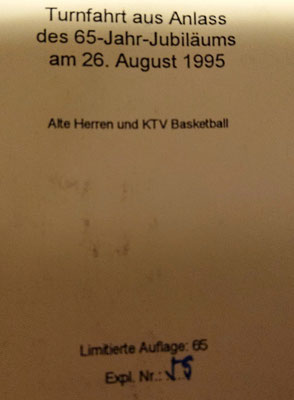 Turnfahrt aus Anlass
des 65-Jahr-Jubiläums
am 26. August 1995
Alte Herren und KTV Basketball
Limitierte Auflage: 65
Expl. Nr.: